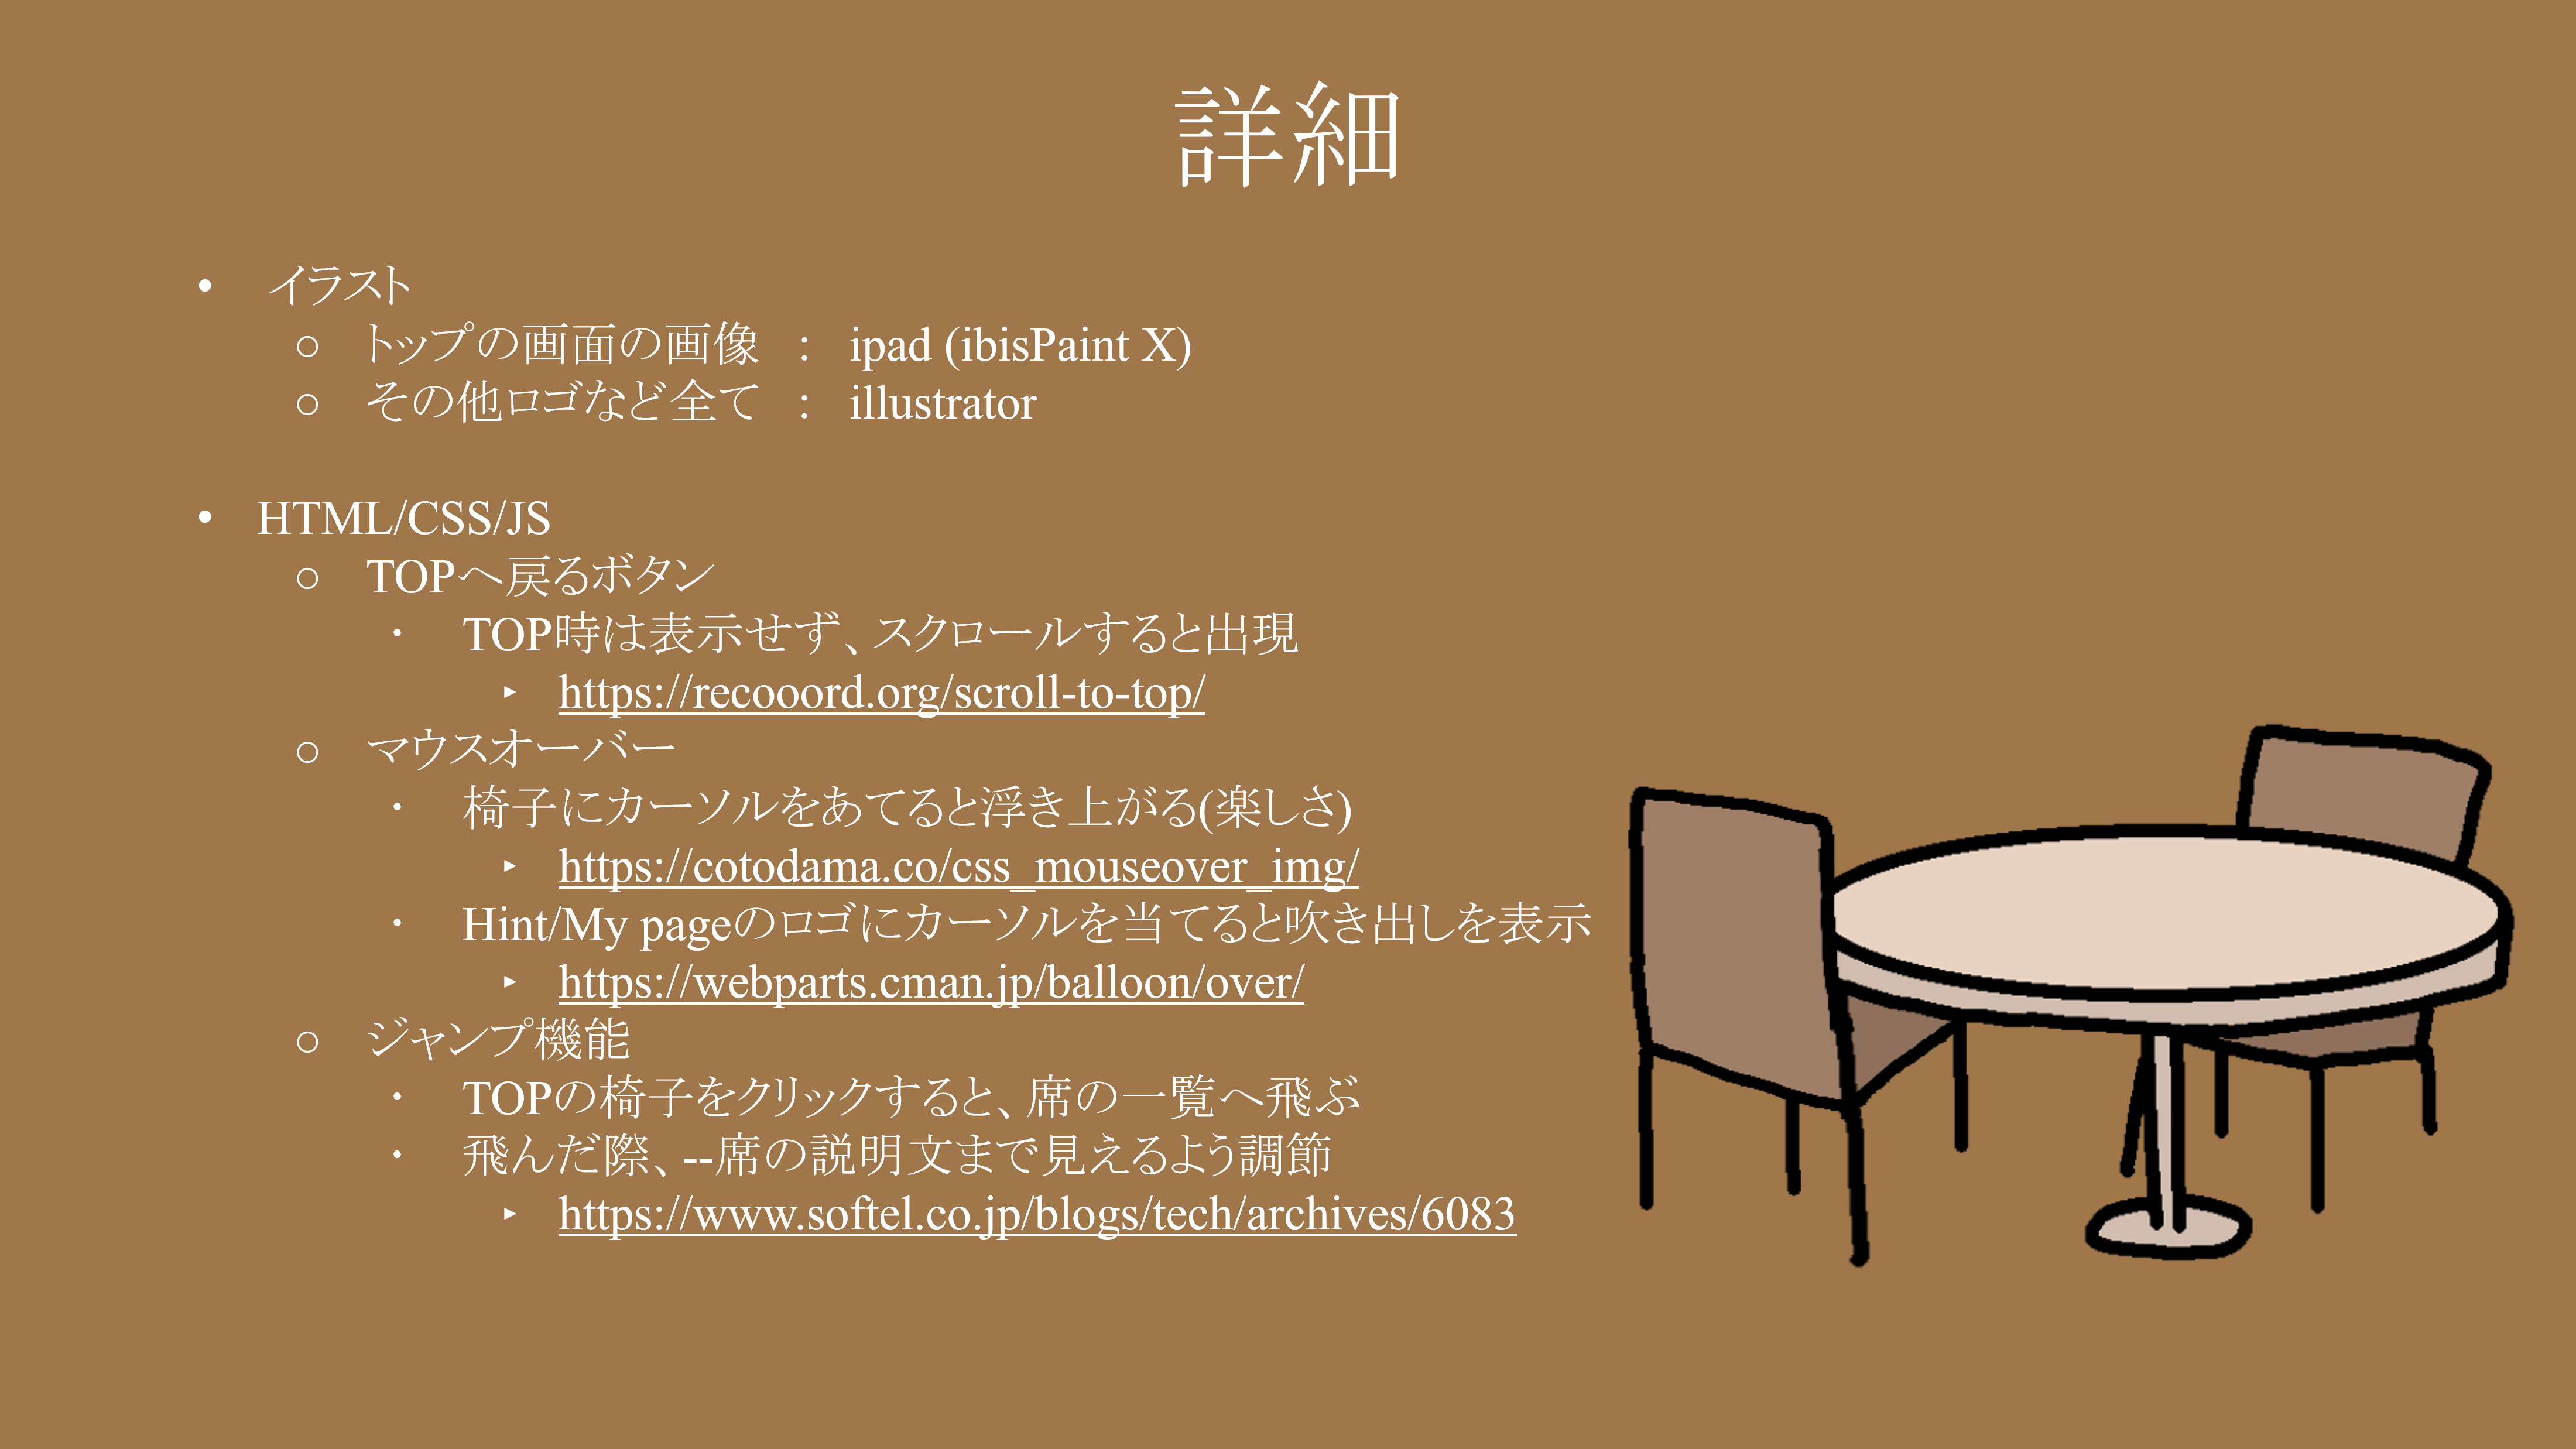 詳細
• イラスト
○ トップの画面の画像 : ipad (ibisPaint X)
○ その他ロゴなど全て : illustrator
• HTML/CSS/JS
○ TOPへ戻るボタン
・ TOP時は表示せず、スクロールすると出現
‣ https://recooord.org/scroll-to-top/
○ マウスオーバー
・ 椅子にカーソルをあてると浮き上がる(楽しさ)
‣ https://cotodama.co/css_mouseover_img/
・ Hint/My pageのロゴにカーソルを当てると吹き出しを表示
‣ https://webparts.cman.jp/balloon/over/
○ ジャンプ機能
・ TOPの椅子をクリックすると、席の一覧へ飛ぶ
・ 飛んだ際、--席の説明文まで見えるよう調節
‣ https://www.softel.co.jp/blogs/tech/archives/6083